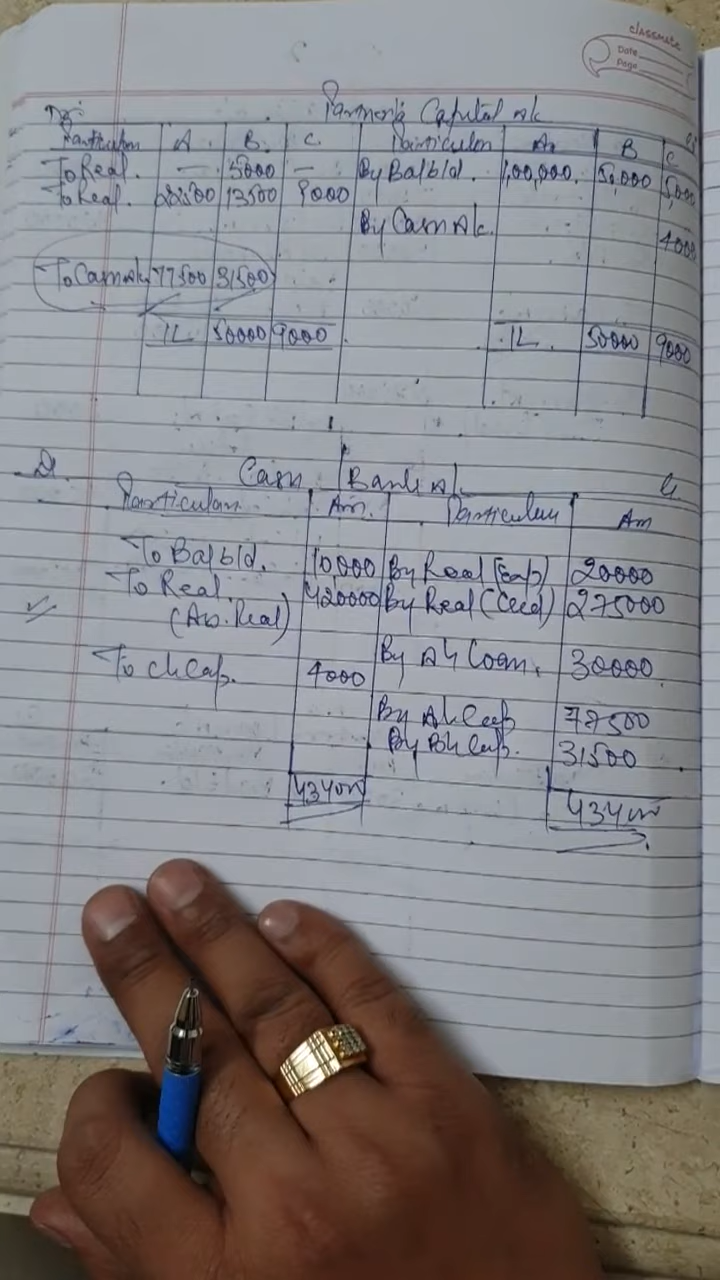 classmate
Date
Page
Dr. Partner's Capital A/c Cr
Particulars A B. C. Particulars A B C
To Real. — 5000 — By Bal b/d. 1,00,000. 50,000 5,000
To Real. 22500 13500 9000
By Cash A/c. 4000
To Cash A/c 77500 31500
1L 50000 9000 1L 50000 9000
Dr. Cash / Bank A/c Cr.
Particulars Am. Particulars Am
To Bal b/d. 10,000 By Real (Exp) 20000
To Real. 420000 By Real (Cred) 275000
(As. Real)
By A's Loan. 30000
To C's Cap. 4000
By A's Cap 77500
By B's Cap. 31500
434000 434000